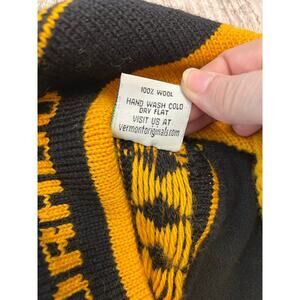 100% WOOL
HAND WASH COLD
DRY FLAT
VISIT US AT
vermontoriginals.com